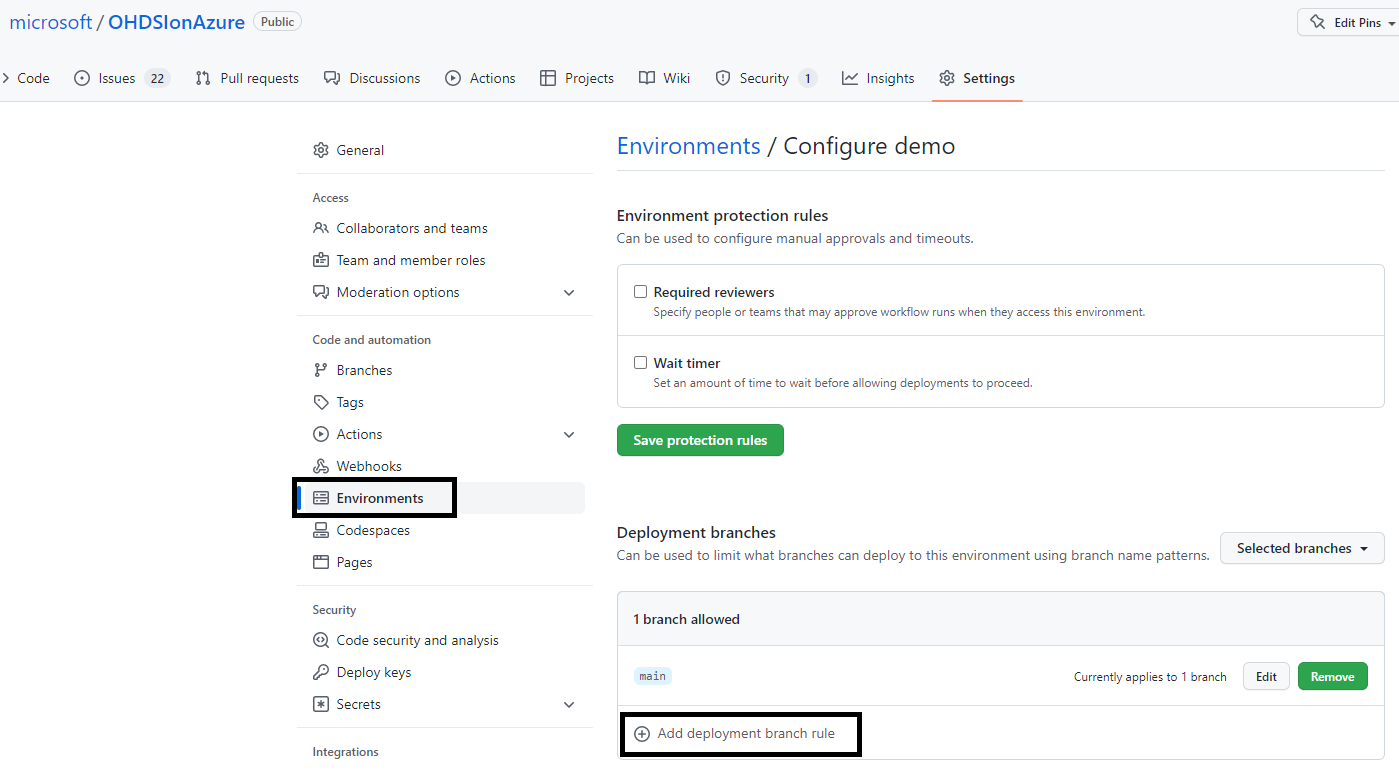 microsoft / OHDSIonAzure Public
Edit Pins
Code Issues 22 Pull requests Discussions Actions Projects Wiki Security 1 Insights Settings
General
Access
Collaborators and teams
Team and member roles
Moderation options
Code and automation
Branches
Tags
Actions
Webhooks
Environments
Codespaces
Pages
Security
Code security and analysis
Deploy keys
Secrets
Integrations
Environments / Configure demo
Environment protection rules
Can be used to configure manual approvals and timeouts.
Required reviewers
Specify people or teams that may approve workflow runs when they access this environment.
Wait timer
Set an amount of time to wait before allowing deployments to proceed.
Save protection rules
Deployment branches
Can be used to limit what branches can deploy to this environment using branch name patterns.
Selected branches
1 branch allowed
main Currently applies to 1 branch Edit Remove
Add deployment branch rule